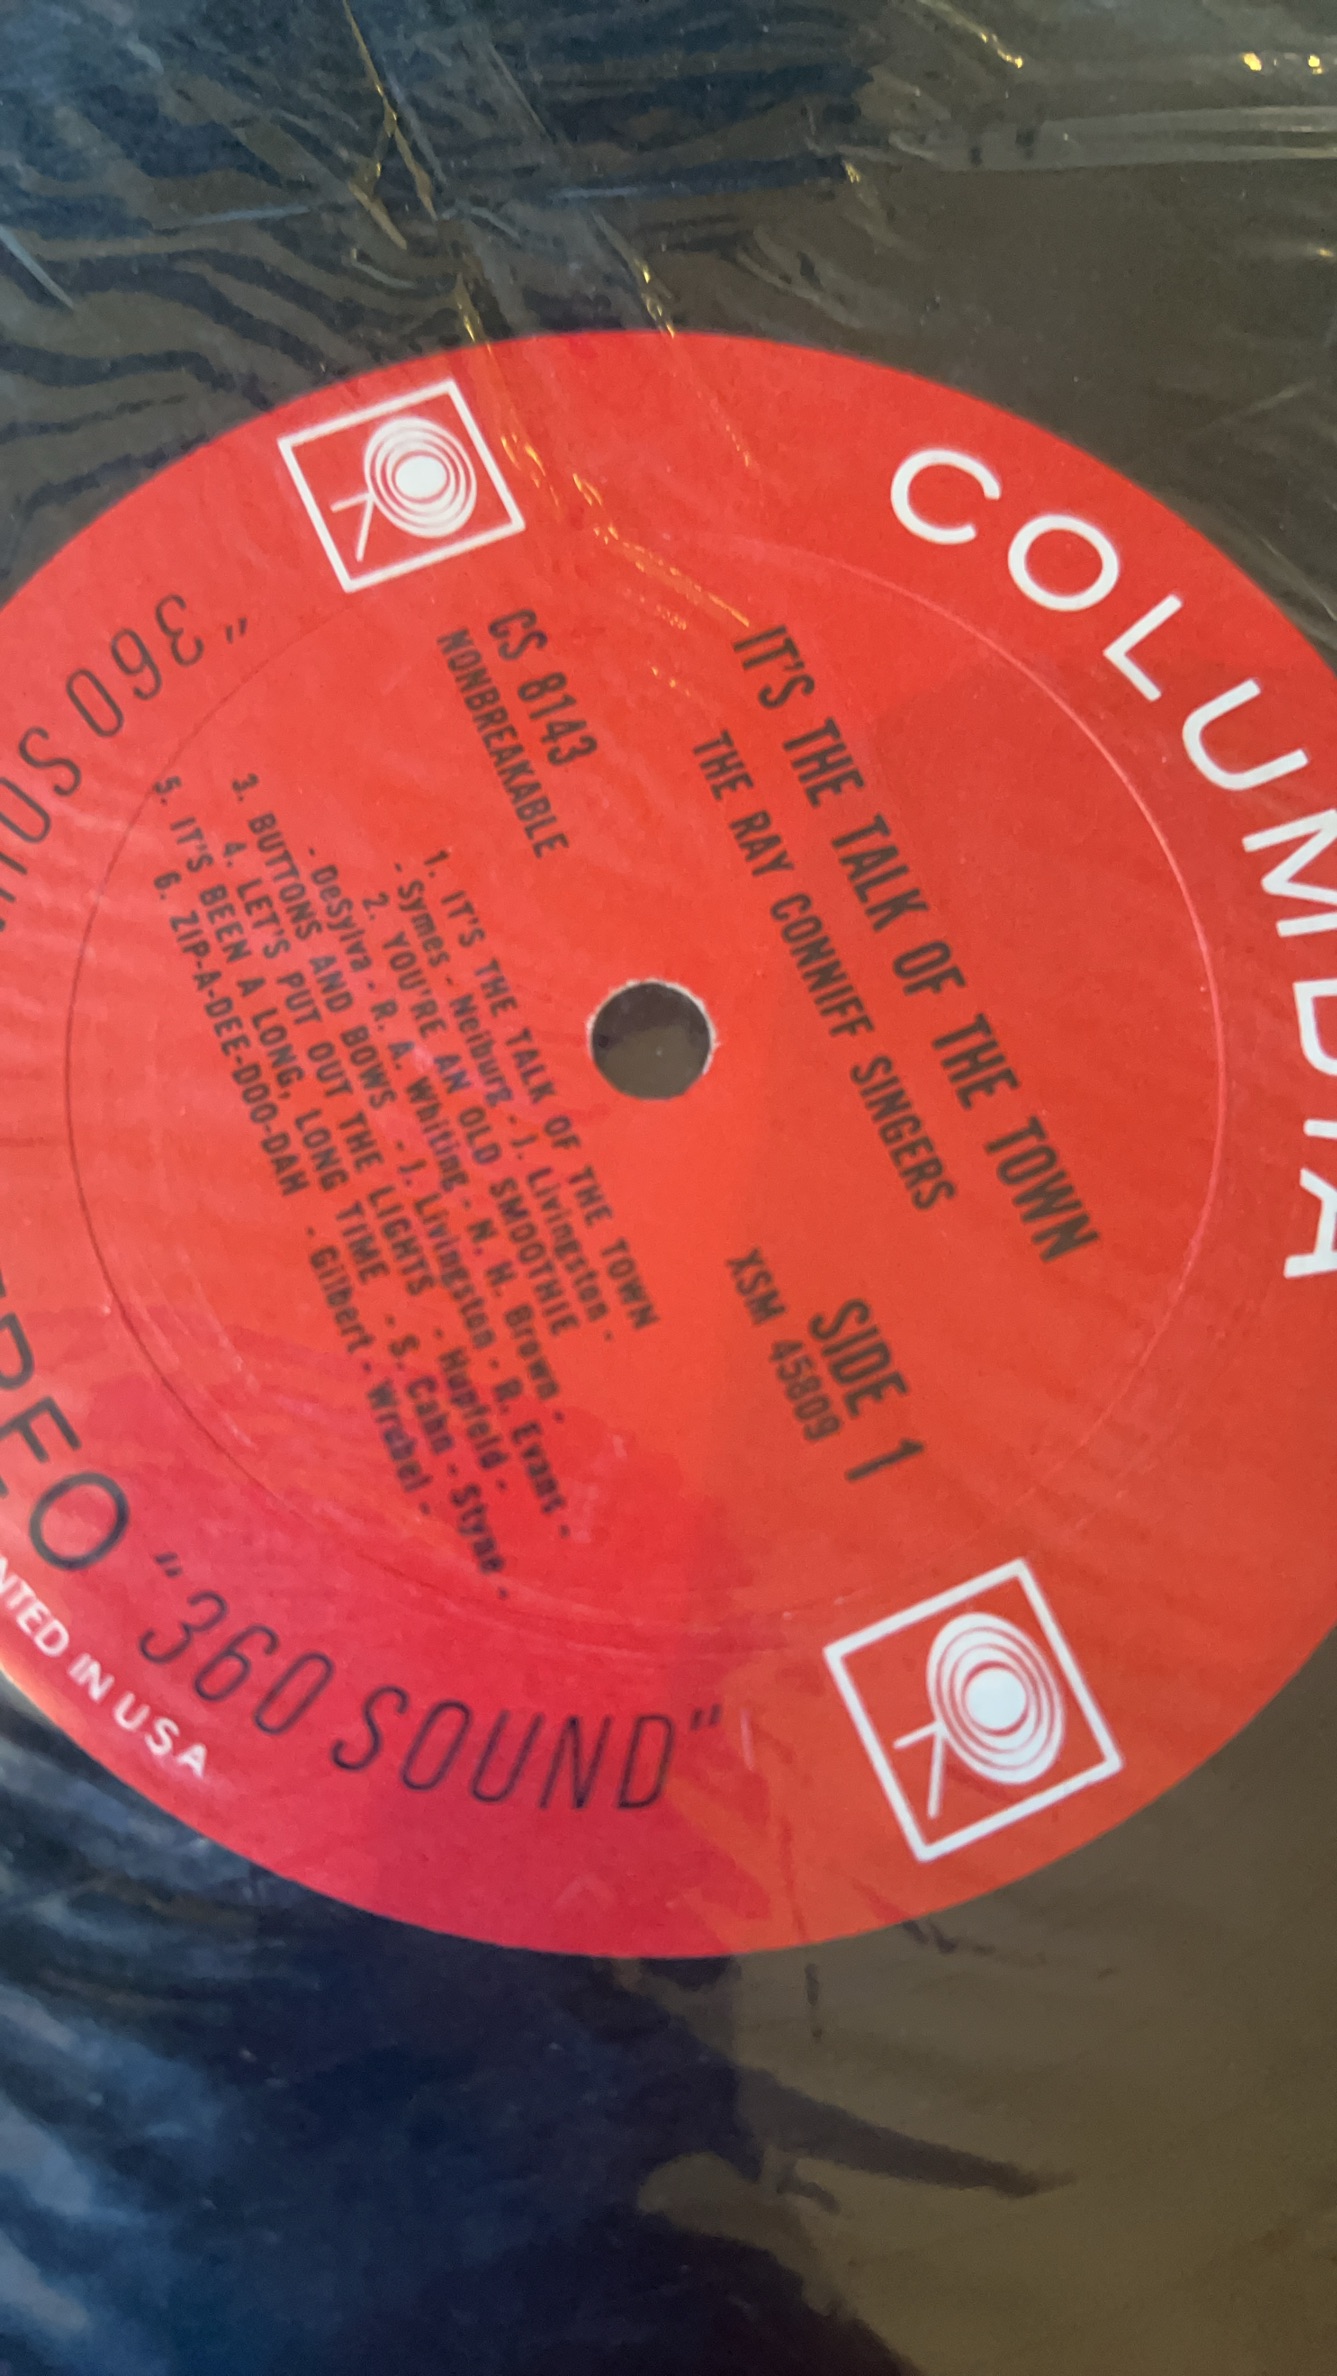 COLUMBIA
IT'S THE TALK OF THE TOWN
THE RAY CONNIFF SINGERS
CS 8143
NONBREAKABLE
SIDE 1
XSM 45809
1. IT'S THE TALK OF THE TOWN
- Symes - Neiburg - J. Livingston -
2. YOU'RE AN OLD SMOOTHIE
- DeSylva - R. A. Whiting - N. H. Brown -
3. BUTTONS AND BOWS - J. Livingston - R. Evans -
4. LET'S PUT OUT THE LIGHTS - Hupfeld -
5. IT'S BEEN A LONG, LONG TIME - S. Cahn - Styne -
6. ZIP-A-DEE-DOO-DAH - Gilbert - Wrubel -
"360 SOU
REO "360 SOUND"
NTED IN U.S.A